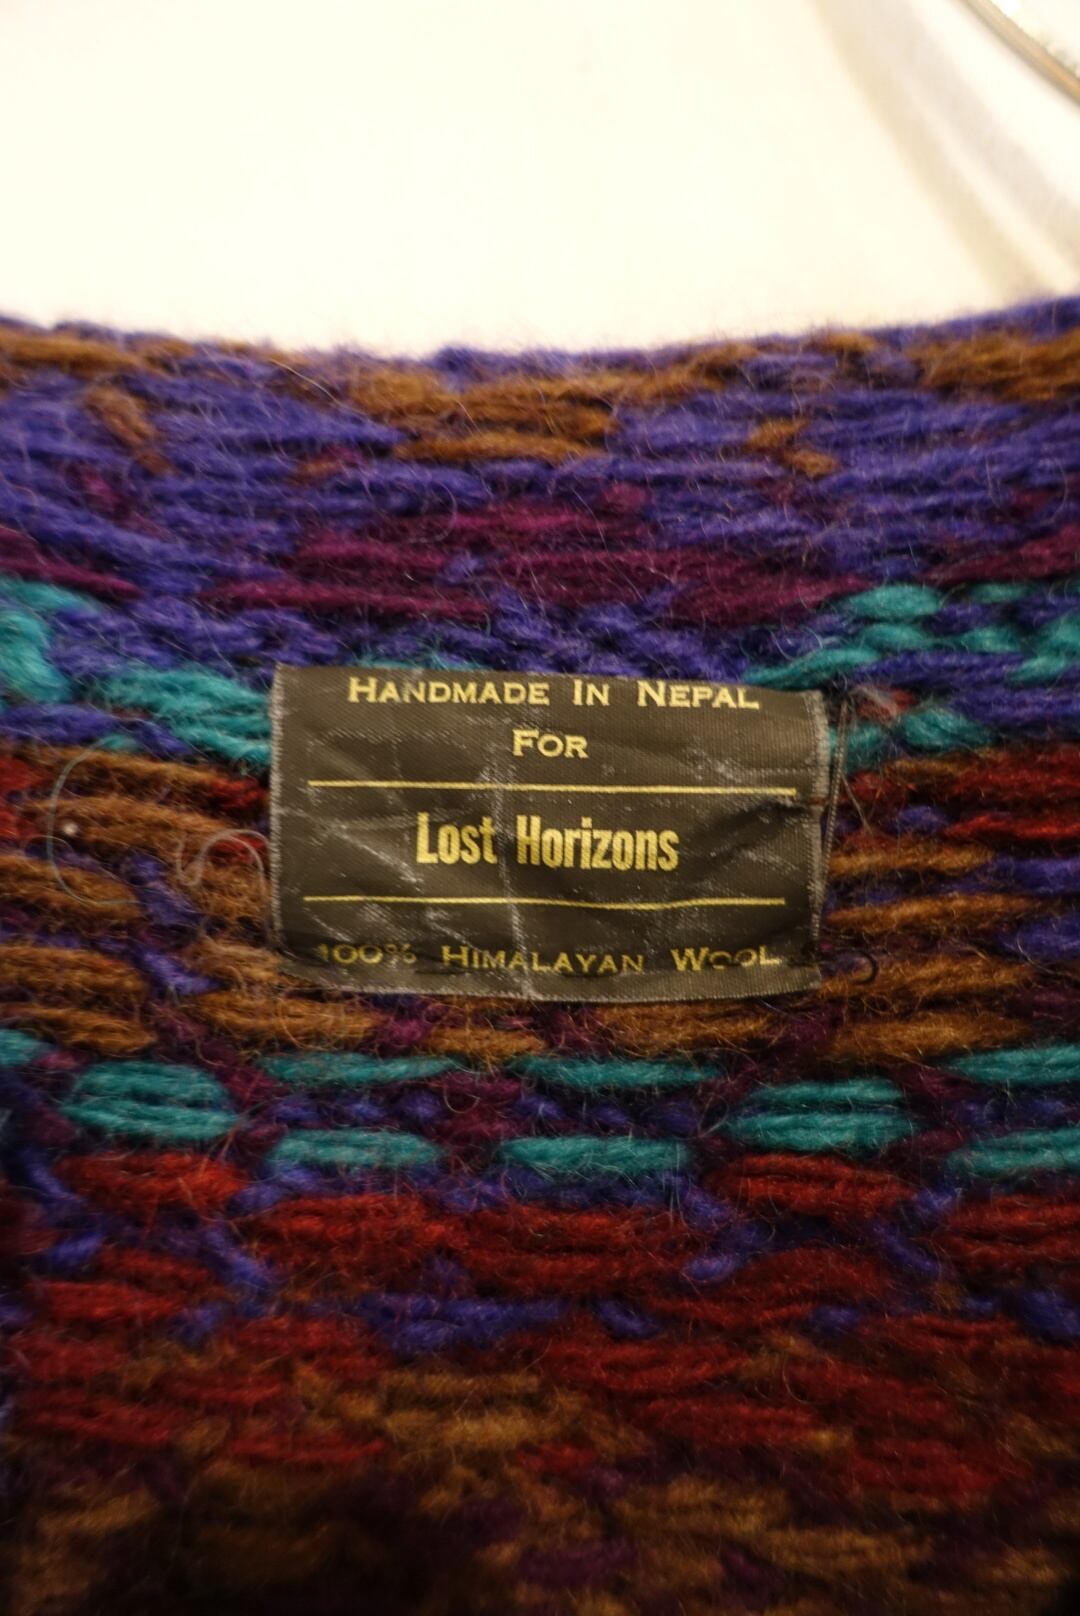 HANDMADE IN NEPAL
FOR
Lost Horizons
100% HIMALAYAN WOOL